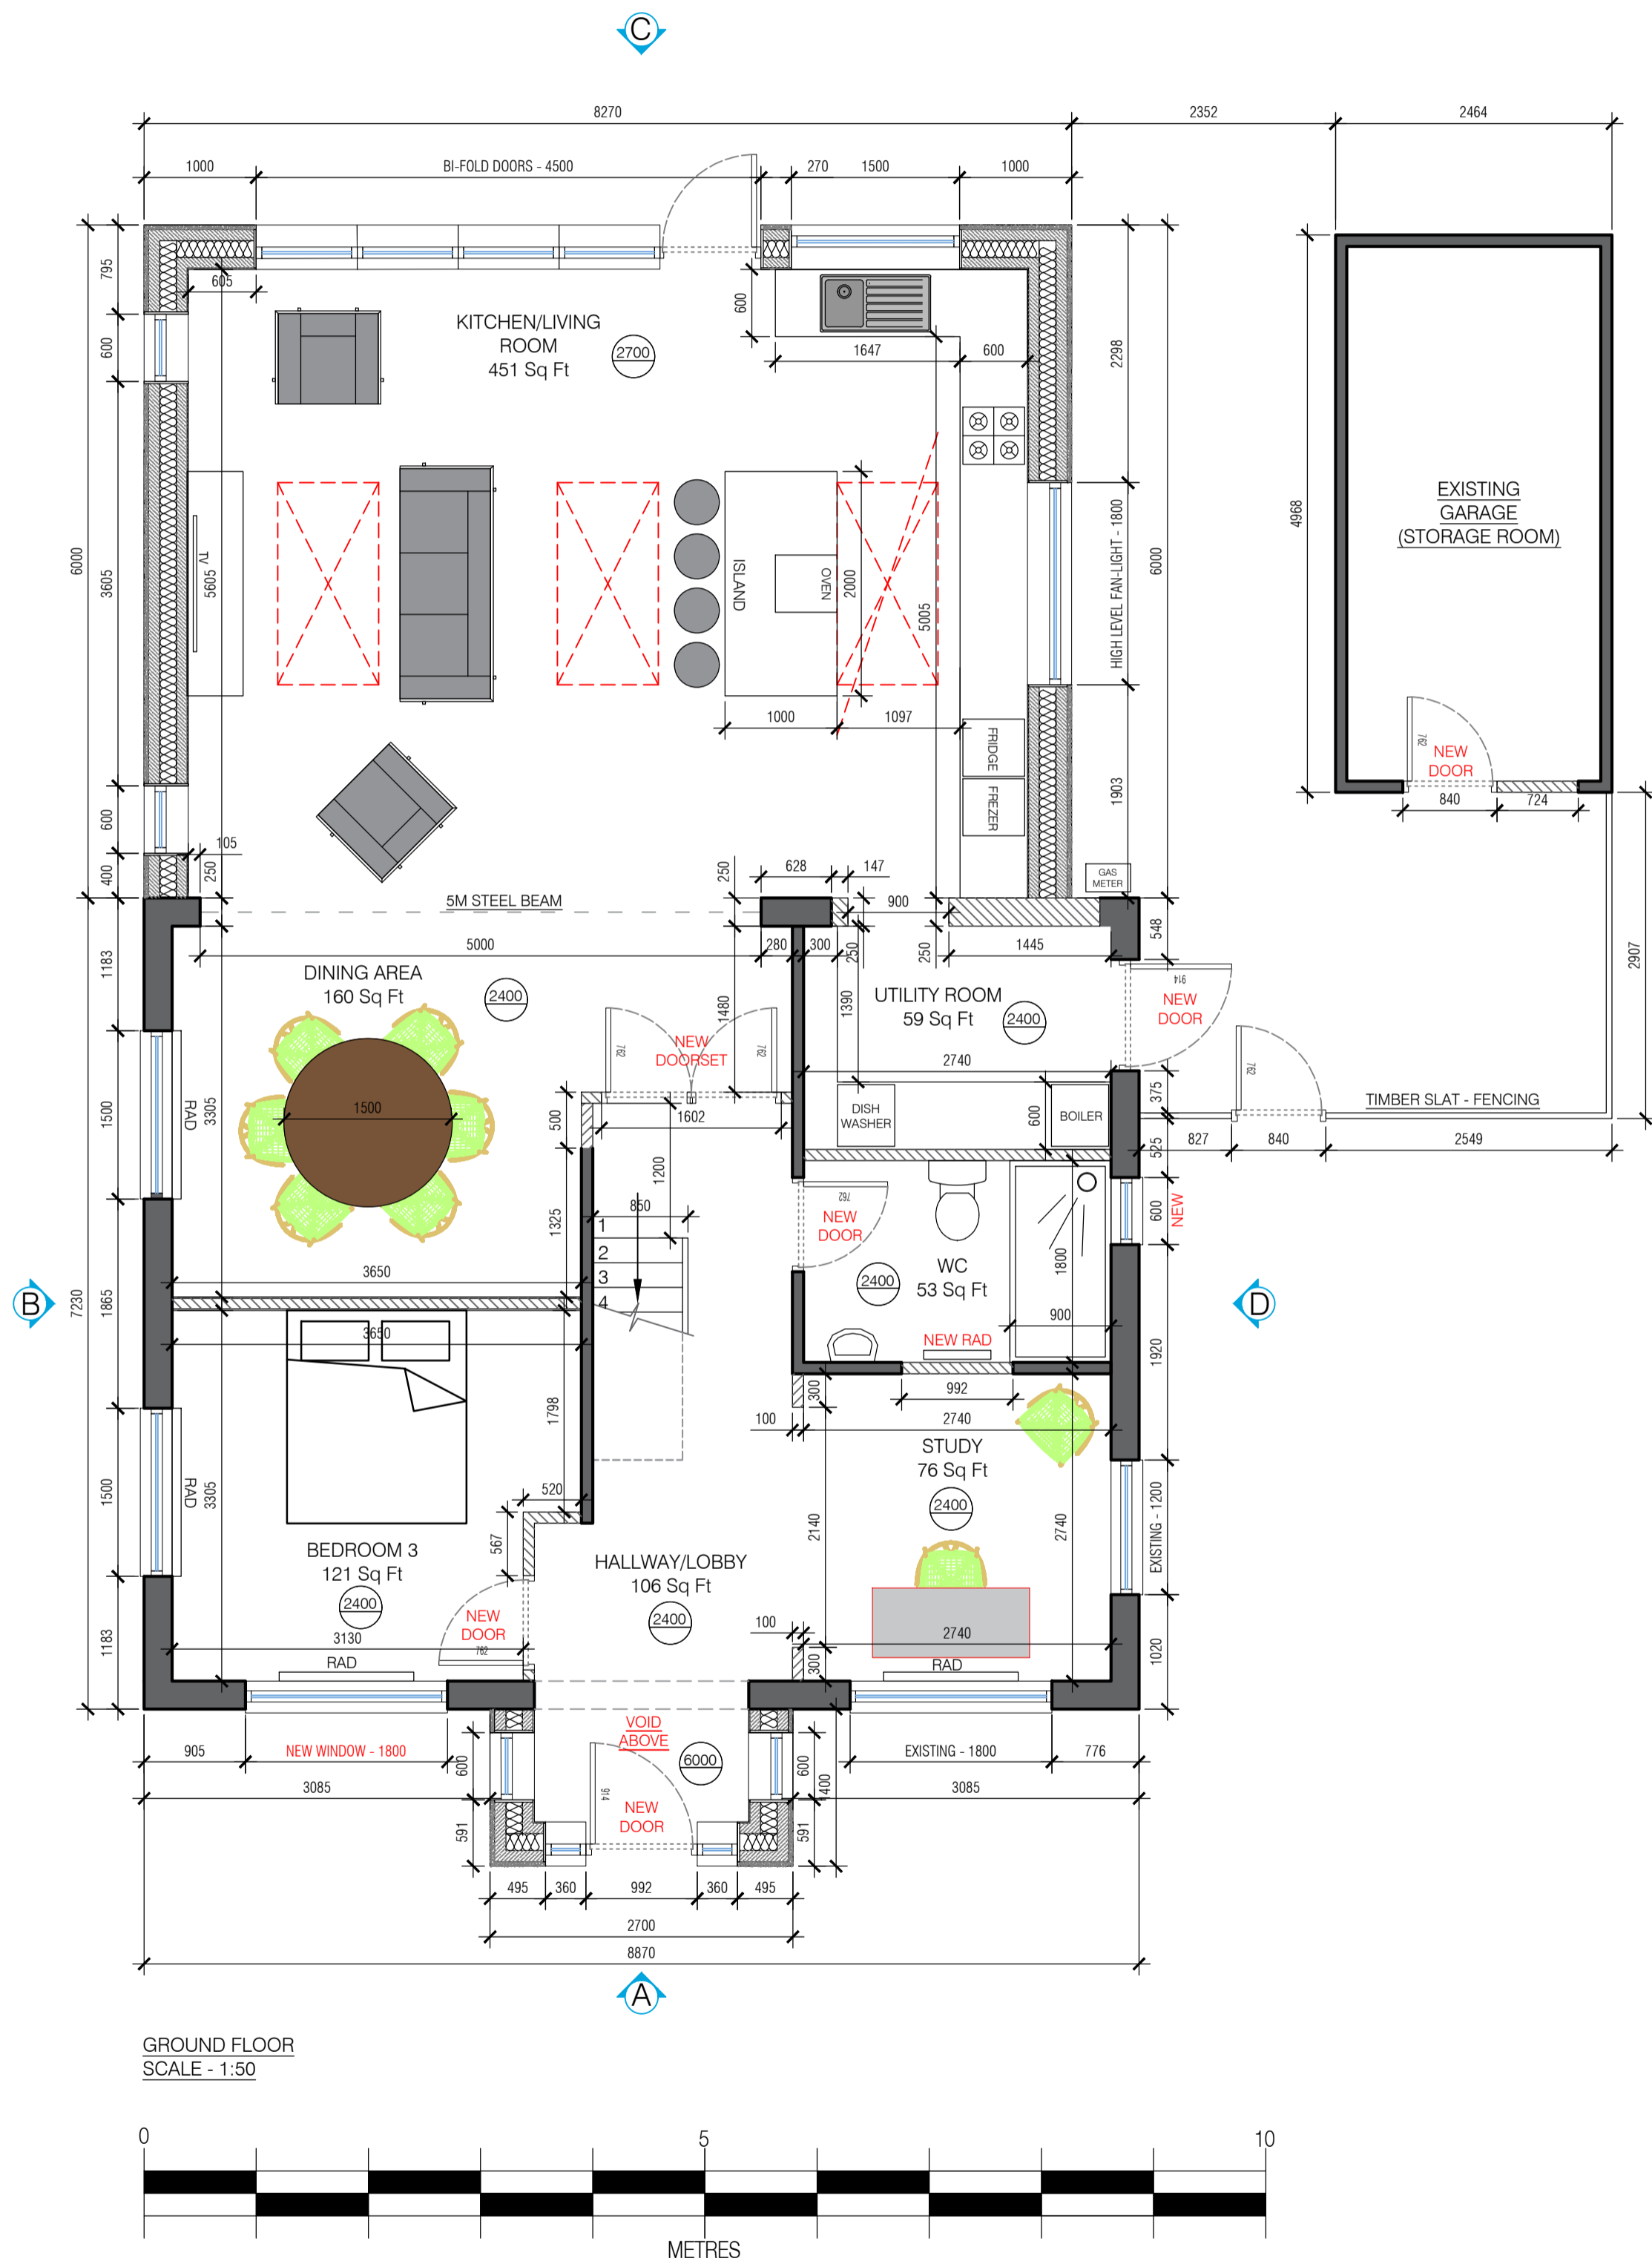 C
8270
2352
2464
1000
BI-FOLD DOORS - 4500
270
1500
1000
795
605
600
KITCHEN/LIVING
ROOM
451 Sq Ft
2700
600
1647
600
2298
6000
3605
TV
5605
ISLAND
OVEN
2000
5005
HIGH LEVEL FAN-LIGHT - 1800
6000
4968
EXISTING
GARAGE
(STORAGE ROOM)
1000
1097
FRIDGE
FREZER
1903
762
NEW
DOOR
840
724
600
105
400
250
250
628
147
GAS
METER
5M STEEL BEAM
900
5000
280
300
250
250
1445
548
2907
1183
DINING AREA
160 Sq Ft
2400
1480
1390
UTILITY ROOM
59 Sq Ft
2400
914
NEW
DOOR
762
NEW
DOORSET
762
2740
762
1500
RAD
3305
1500
500
1602
1200
DISH
WASHER
600
BOILER
375
TIMBER SLAT - FENCING
525
827
840
2549
850
1325
1
2
3
4
762
NEW
DOOR
600
NEW
WC
53 Sq Ft
2400
1800
B
7230
1865
3650
D
3650
NEW RAD
900
1920
992
300
1798
100
2740
STUDY
76 Sq Ft
2400
1500
RAD
3305
520
567
2140
2740
EXISTING - 1200
BEDROOM 3
121 Sq Ft
2400
HALLWAY/LOBBY
106 Sq Ft
2400
1183
NEW
DOOR
762
3130
RAD
100
300
2740
RAD
1020
905
NEW WINDOW - 1800
VOID
ABOVE
6000
600
600
1400
EXISTING - 1800
776
3085
3085
914
NEW
DOOR
591
591
495
360
992
360
495
2700
8870
A
GROUND FLOOR
SCALE - 1:50
0
5
10
METRES